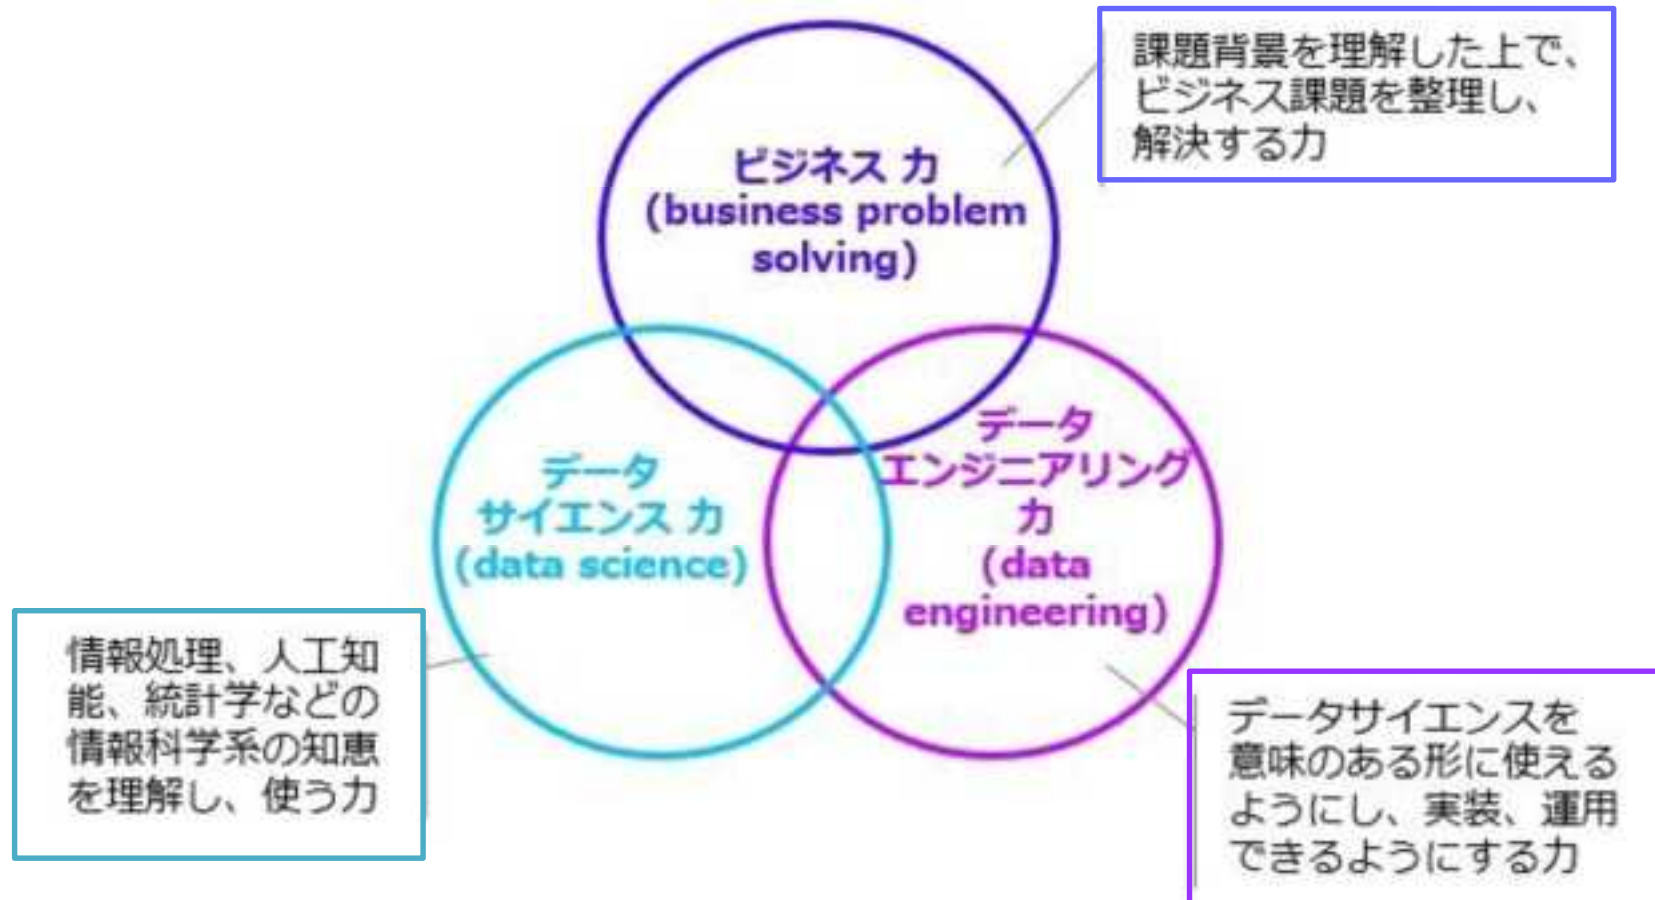 課題背景を理解した上で、
ビジネス課題を整理し、
解決する力
ビジネス 力
(business problem
solving)
データ
サイエンス 力
(data science)
データ
エンジニアリング
力
(data
engineering)
情報処理、人工知
能、統計学などの
情報科学系の知恵
を理解し、使う力
データサイエンスを
意味のある形に使える
ようにし、実装、運用
できるようにする力